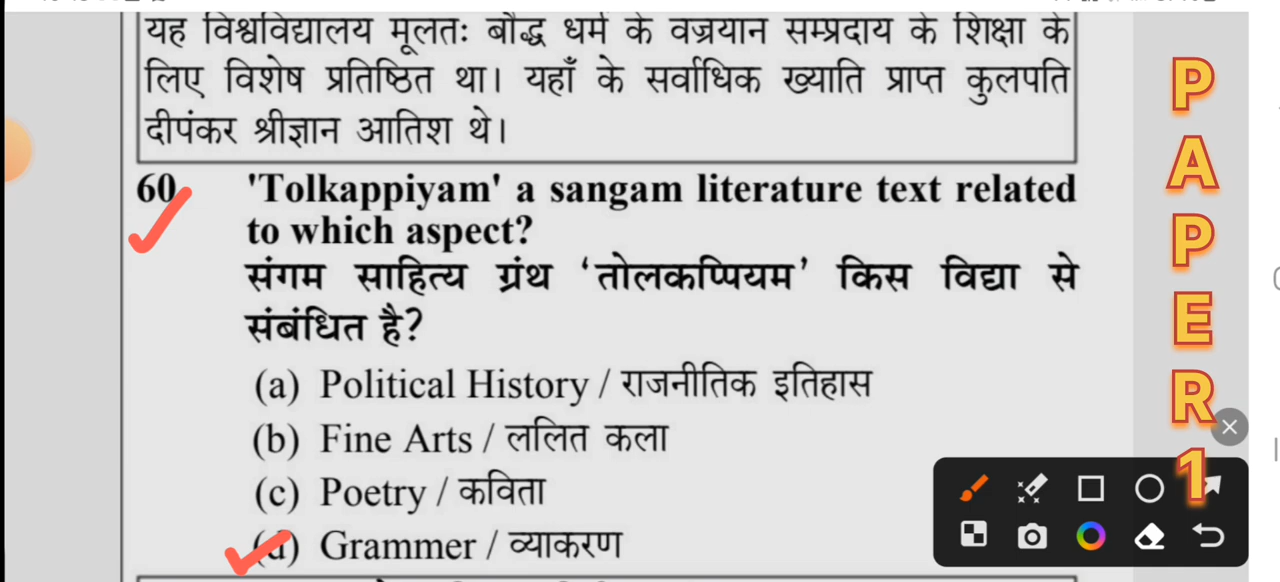 यह विश्वविद्यालय मूलतः बौद्ध धर्म के वज्रयान सम्प्रदाय के शिक्षा के
लिए विशेष प्रतिष्ठित था। यहाँ के सर्वाधिक ख्याति प्राप्त कुलपति
दीपंकर श्रीज्ञान आतिश थे।
60 'Tolkappiyam' a sangam literature text related
to which aspect?
संगम साहित्य ग्रंथ ‘तोलकप्पियम’ किस विद्या से
संबंधित है?
(a) Political History / राजनीतिक इतिहास
(b) Fine Arts / ललित कला
(c) Poetry / कविता
(d) Grammer / व्याकरण
PAPER1